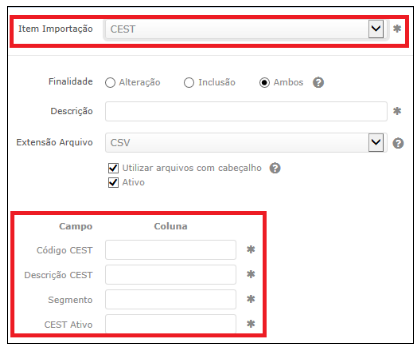 Item Importação CEST *
Finalidade Alteração Inclusão Ambos ?
Descrição *
Extensão Arquivo CSV ?
Utilizar arquivos com cabeçalho ?
Ativo
Campo Coluna
Código CEST *
Descrição CEST *
Segmento *
CEST Ativo *